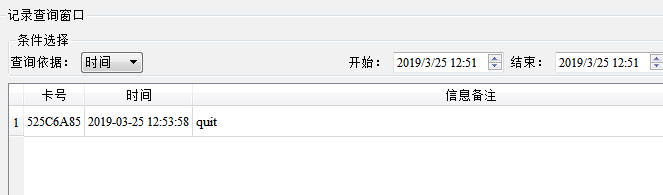 记录查询窗口
条件选择
查询依据： 时间 开始： 2019/3/25 12:51 结束： 2019/3/25 12:51
卡号 时间 信息备注
1 525C6A85 2019-03-25 12:53:58 quit